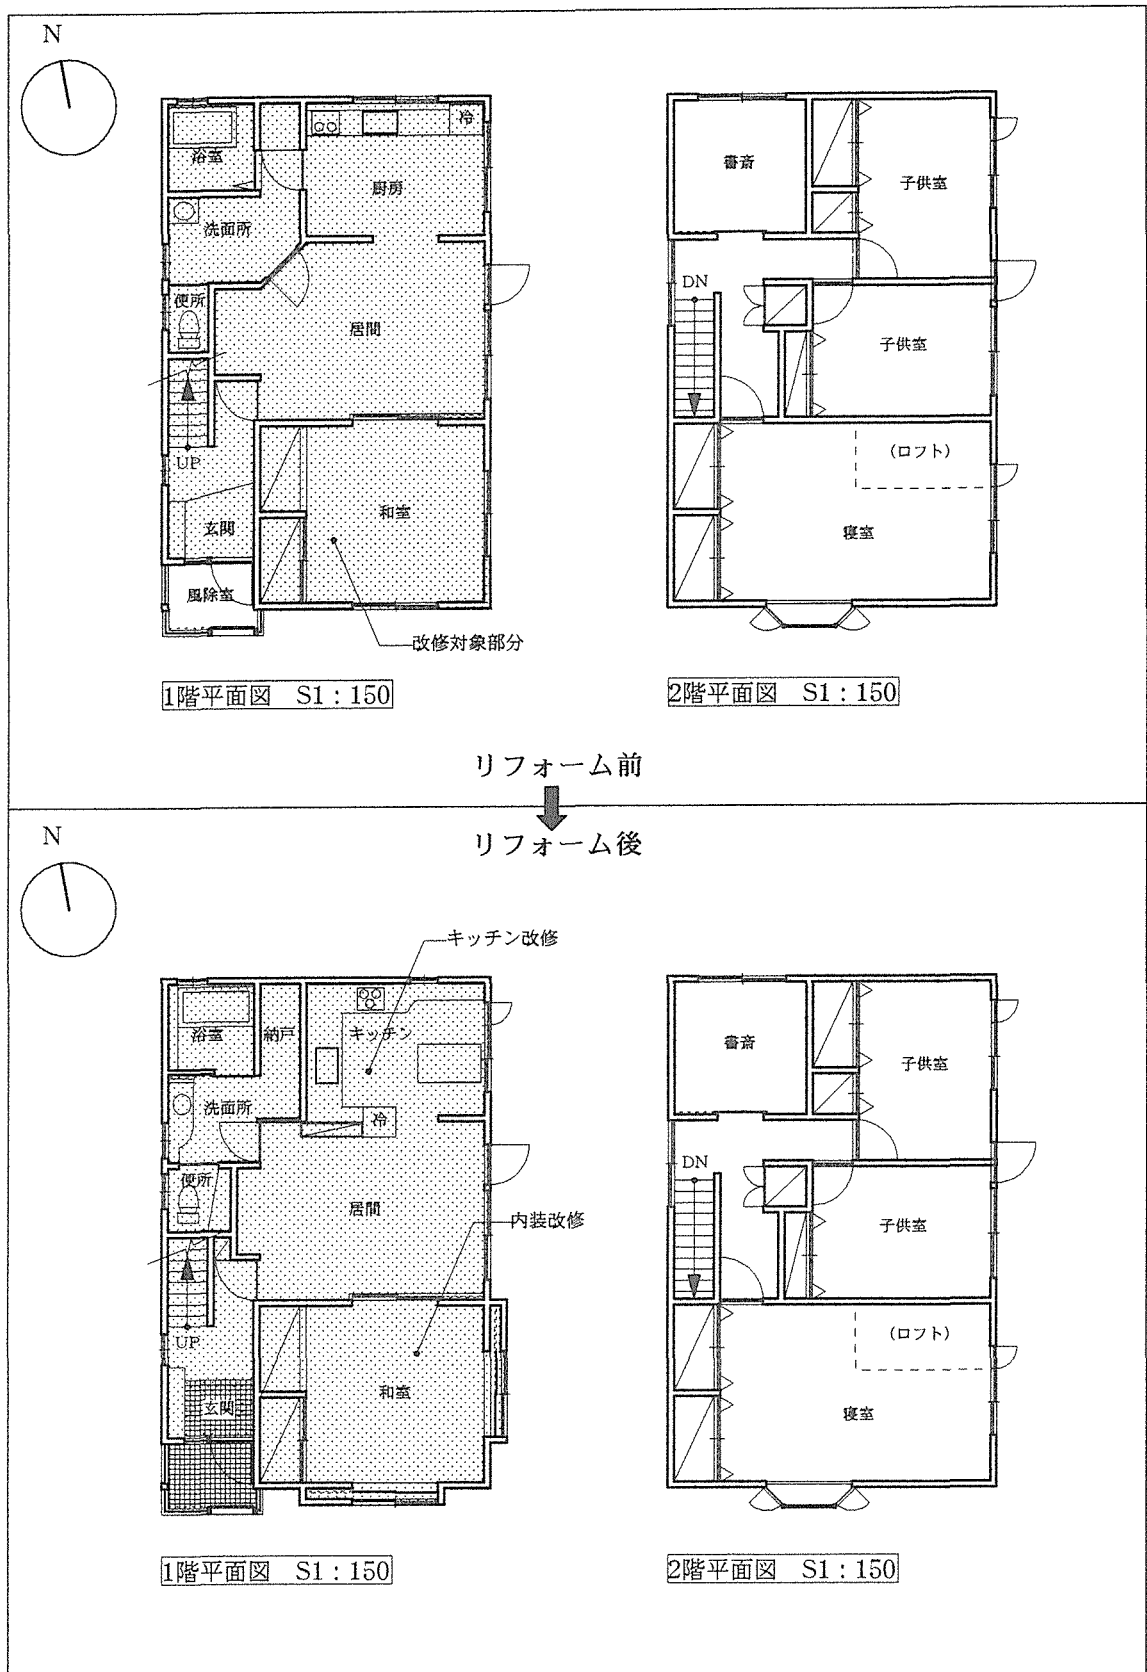 N
浴室
冷
厨房
洗面所
便所
居間
UP
和室
玄関
風除室
改修対象部分
1階平面図 S1：150
書斎
子供室
DN
子供室
（ロフト）
寝室
2階平面図 S1：150
リフォーム前
リフォーム後
N
キッチン改修
浴室
納戸
キッチン
洗面所
冷
便所
居間
内装改修
UP
和室
玄関
1階平面図 S1：150
書斎
子供室
DN
子供室
（ロフト）
寝室
2階平面図 S1：150